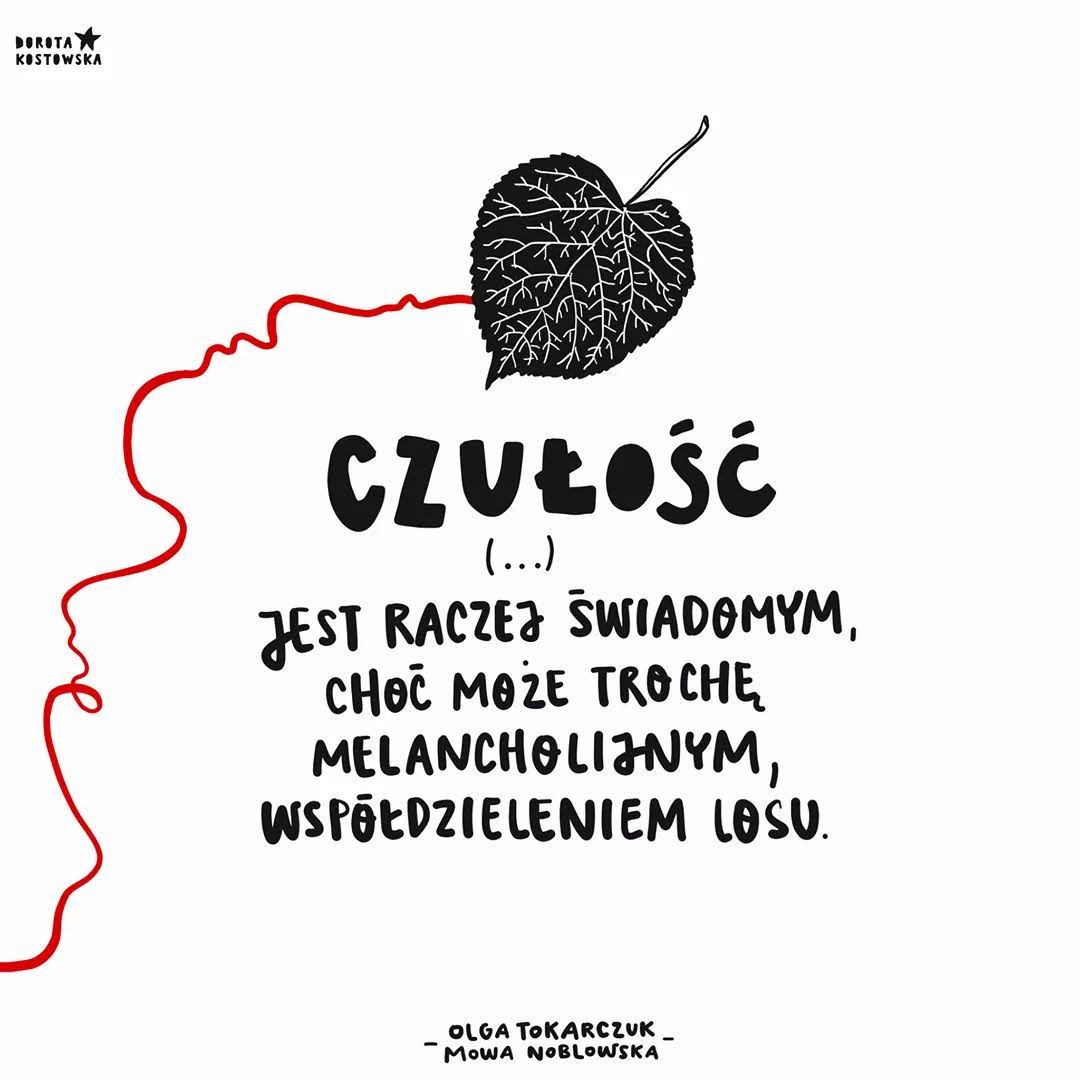 DOROTA
KOSTOWSKA
CZUŁOŚĆ
(...)
JEST RACZEJ ŚWIADOMYM,
CHOĆ MOŻE TROCHĘ
MELANCHOLIJNYM,
WSPÓŁDZIELENIEM LOSU.
- OLGA TOKARCZUK -
MOWA NOBLOWSKA